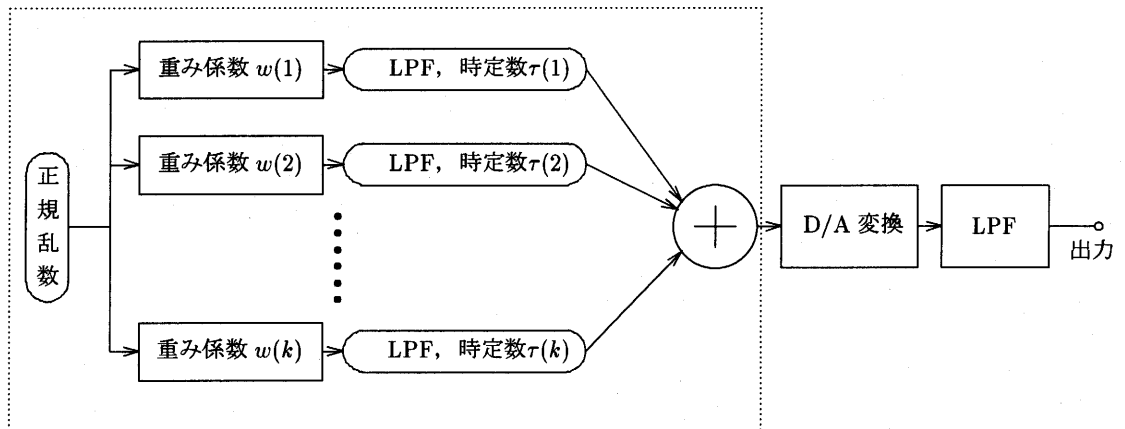 正規乱数
重み係数 w(1)
LPF，時定数τ(1)
重み係数 w(2)
LPF，時定数τ(2)
重み係数 w(k)
LPF，時定数τ(k)
D/A 変換
LPF
出力